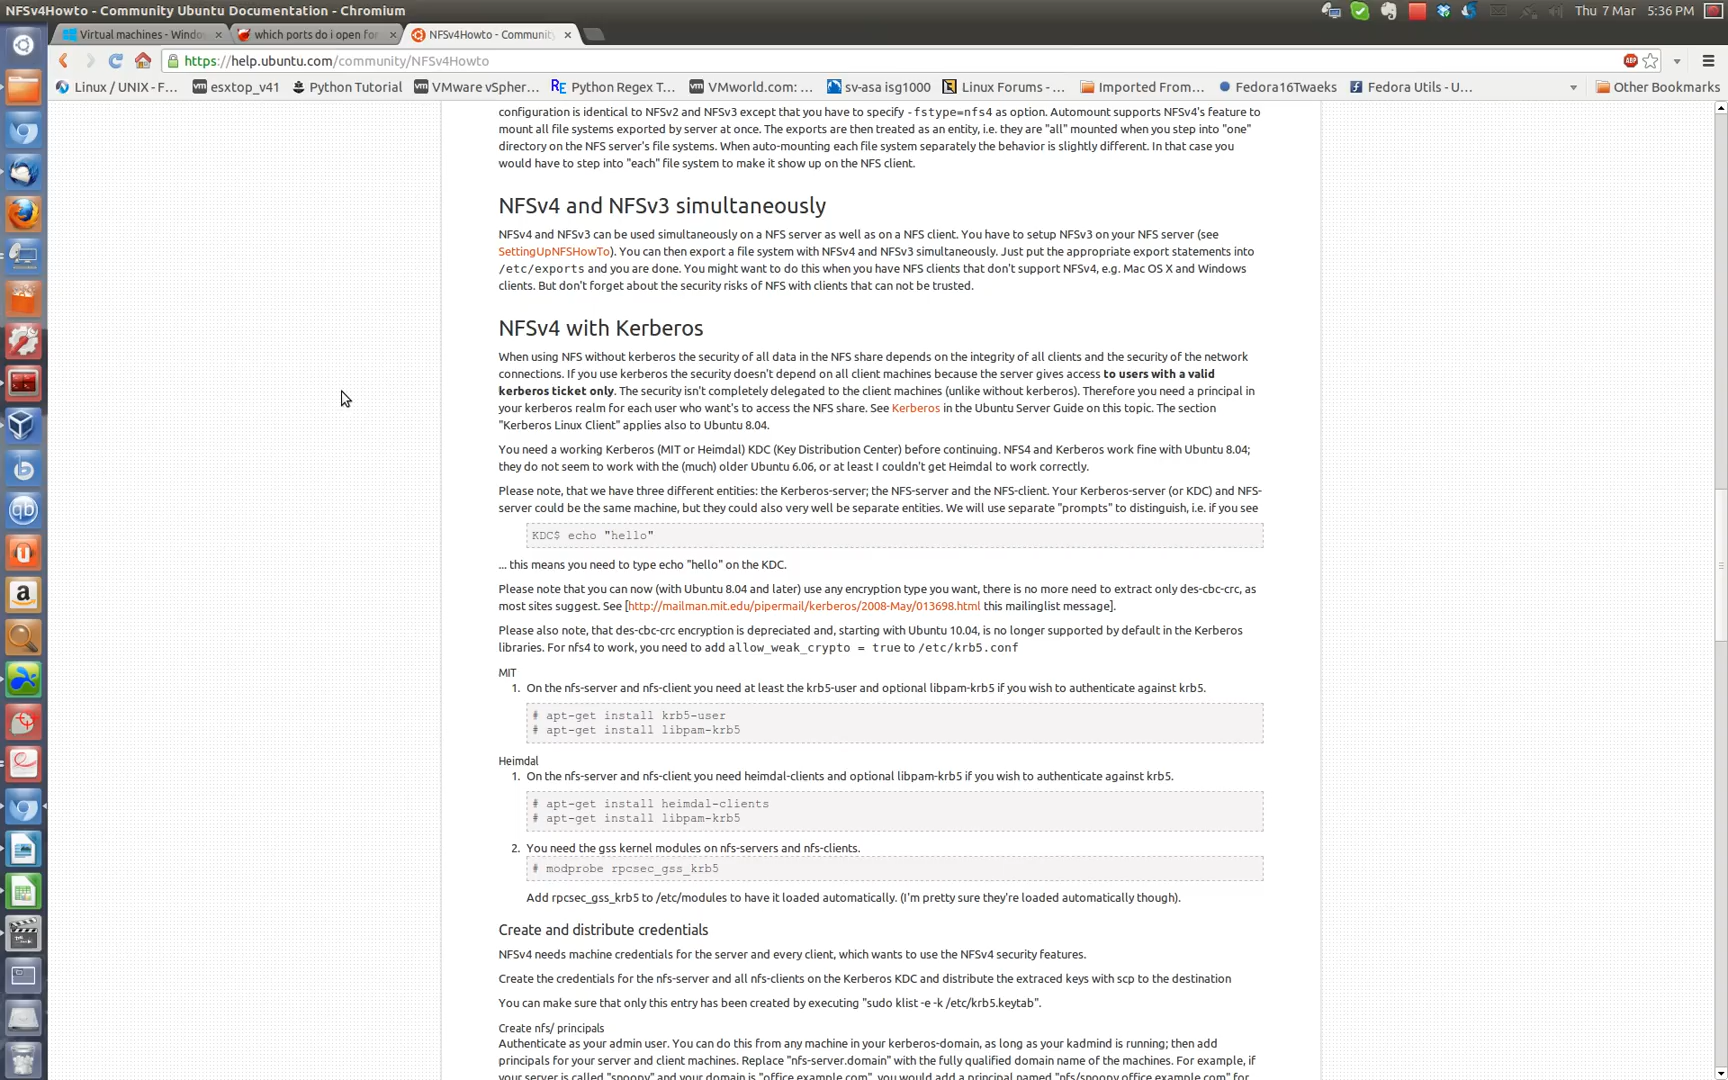 NFSv4Howto - Community Ubuntu Documentation - Chromium
Thu 7 Mar 5:36 PM
Virtual machines - Windo
which ports do i open for
NFSv4Howto - Communit
https://help.ubuntu.com/community/NFSv4Howto
ABP
Linux / UNIX - F...
esxtop_v41
Python Tutorial
VMware vSpher...
Python Regex T...
VMworld.com: ...
sv-asa isg1000
Linux Forums - ...
Imported From...
Fedora16Tweaks
Fedora Utils - U...
Other Bookmarks
configuration is identical to NFSv2 and NFSv3 except that you have to specify -fstype=nfs4 as option. Automount supports NFSv4's feature to
mount all file systems exported by server at once. The exports are then treated as an entity, i.e. they are "all" mounted when you step into "one"
directory on the NFS server's file systems. When auto-mounting each file system separately the behavior is slightly different. In that case you
would have to step into "each" file system to make it show up on the NFS client.
NFSv4 and NFSv3 simultaneously
NFSv4 and NFSv3 can be used simultaneously on a NFS server as well as on a NFS client. You have to setup NFSv3 on your NFS server (see
SettingUpNFSHowTo). You can then export a file system with NFSv4 and NFSv3 simultaneously. Just put the appropriate export statements into
/etc/exports and you are done. You might want to do this when you have NFS clients that don't support NFSv4, e.g. Mac OS X and Windows
clients. But don't forget about the security risks of NFS with clients that can not be trusted.
NFSv4 with Kerberos
When using NFS without kerberos the security of all data in the NFS share depends on the integrity of all clients and the security of the network
connections. If you use kerberos the security doesn't depend on all client machines because the server gives access to users with a valid
kerberos ticket only. The security isn't completely delegated to the client machines (unlike without kerberos). Therefore you need a principal in
your kerberos realm for each user who want's to access the NFS share. See Kerberos in the Ubuntu Server Guide on this topic. The section
"Kerberos Linux Client" applies also to Ubuntu 8.04.
You need a working Kerberos (MIT or Heimdal) KDC (Key Distribution Center) before continuing. NFS4 and Kerberos work fine with Ubuntu 8.04;
they do not seem to work with the (much) older Ubuntu 6.06, or at least I couldn't get Heimdal to work correctly.
Please note, that we have three different entities: the Kerberos-server; the NFS-server and the NFS-client. Your Kerberos-server (or KDC) and NFS-
server could be the same machine, but they could also very well be separate entities. We will use separate "prompts" to distinguish, i.e. if you see
KDC$ echo "hello"
... this means you need to type echo "hello" on the KDC.
Please note that you can now (with Ubuntu 8.04 and later) use any encryption type you want, there is no more need to extract only des-cbc-crc, as
most sites suggest. See [http://mailman.mit.edu/pipermail/kerberos/2008-May/013698.html this mailinglist message].
Please also note, that des-cbc-crc encryption is depreciated and, starting with Ubuntu 10.04, is no longer supported by default in the Kerberos
libraries. For nfs4 to work, you need to add allow_weak_crypto = true to /etc/krb5.conf
MIT
1. On the nfs-server and nfs-client you need at least the krb5-user and optional libpam-krb5 if you wish to authenticate against krb5.
# apt-get install krb5-user
# apt-get install libpam-krb5
Heimdal
1. On the nfs-server and nfs-client you need heimdal-clients and optional libpam-krb5 if you wish to authenticate against krb5.
# apt-get install heimdal-clients
# apt-get install libpam-krb5
2. You need the gss kernel modules on nfs-servers and nfs-clients.
# modprobe rpcsec_gss_krb5
Add rpcsec_gss_krb5 to /etc/modules to have it loaded automatically. (I'm pretty sure they're loaded automatically though).
Create and distribute credentials
NFSv4 needs machine credentials for the server and every client, which wants to use the NFSv4 security features.
Create the credentials for the nfs-server and all nfs-clients on the Kerberos KDC and distribute the extraced keys with scp to the destination
You can make sure that only this entry has been created by executing "sudo klist -e -k /etc/krb5.keytab".
Create nfs/ principals
Authenticate as your admin user. You can do this from any machine in your kerberos-domain, as long as your kadmind is running; then add
principals for your server and client machines. Replace "nfs-server.domain" with the fully qualified domain name of the machines. For example, if
your server is called "snoopy" and your domain is "office.example.com", you would add a principal named "nfs/snoopy.office.example.com" for